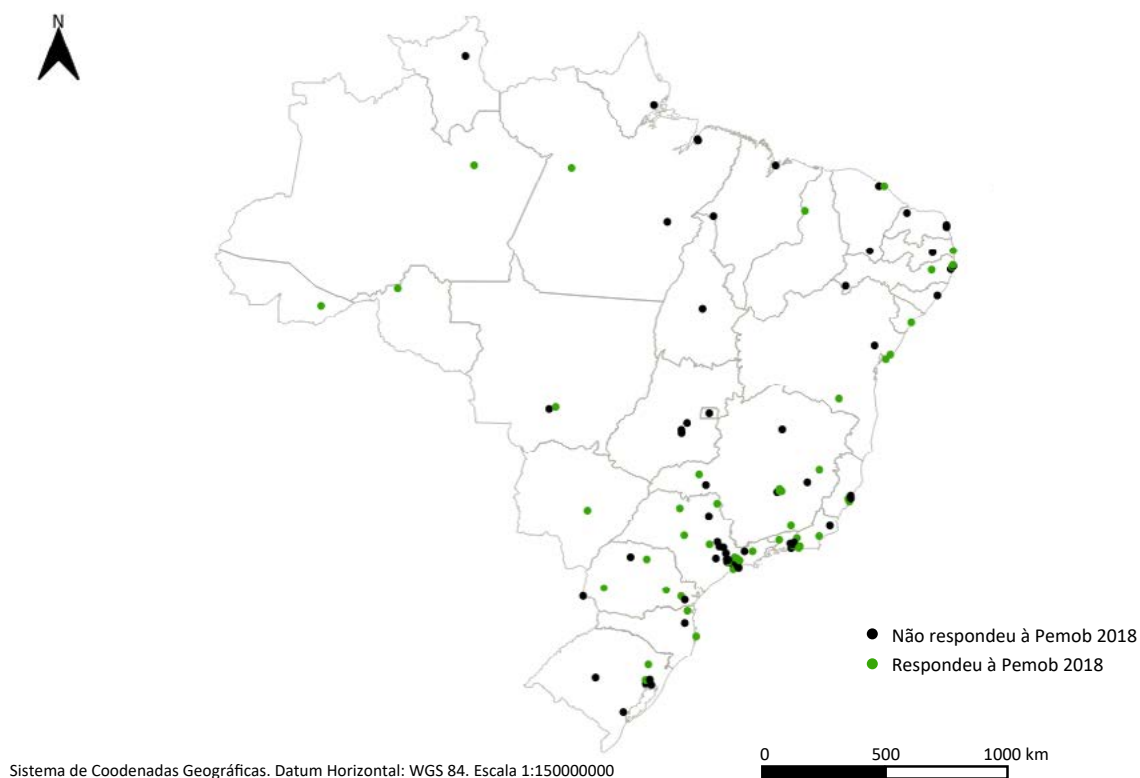 N
Não respondeu à Pemob 2018
Respondeu à Pemob 2018
0 500 1000 km
Sistema de Coodenadas Geográficas. Datum Horizontal: WGS 84. Escala 1:150000000